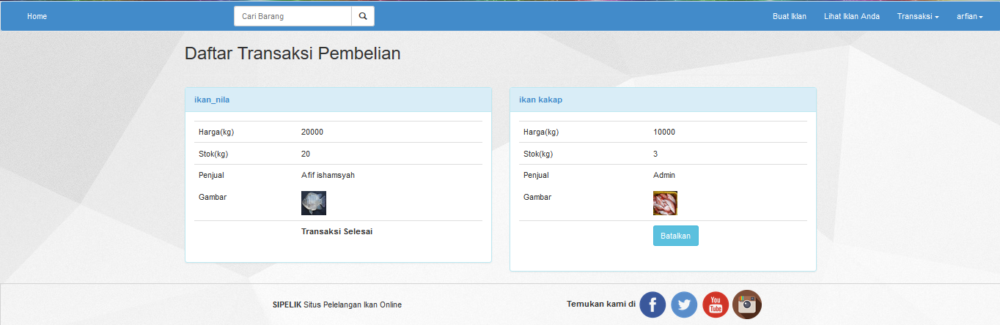 Home
Cari Barang
Buat Iklan
Lihat Iklan Anda
Transaksi
arfian
Daftar Transaksi Pembelian
ikan_nila
Harga(kg) 20000
Stok(kg) 20
Penjual Afif ishamsyah
Gambar
Transaksi Selesai
ikan kakap
Harga(kg) 10000
Stok(kg) 3
Penjual Admin
Gambar
Batalkan
SIPELIK Situs Pelelangan Ikan Online
Temukan kami di
f
You
Tube